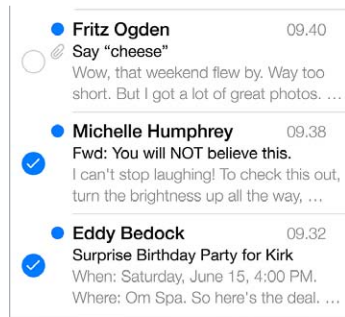 Fritz Ogden 09.40
Say “cheese”
Wow, that weekend flew by. Way too
short. But I got a lot of great photos. ...
Michelle Humphrey 09.38
Fwd: You will NOT believe this.
I can't stop laughing! To check this out,
turn the brightness up all the way, ...
Eddy Bedock 09.32
Surprise Birthday Party for Kirk
When: Saturday, June 15, 4:00 PM.
Where: Om Spa. So here's the deal. ...